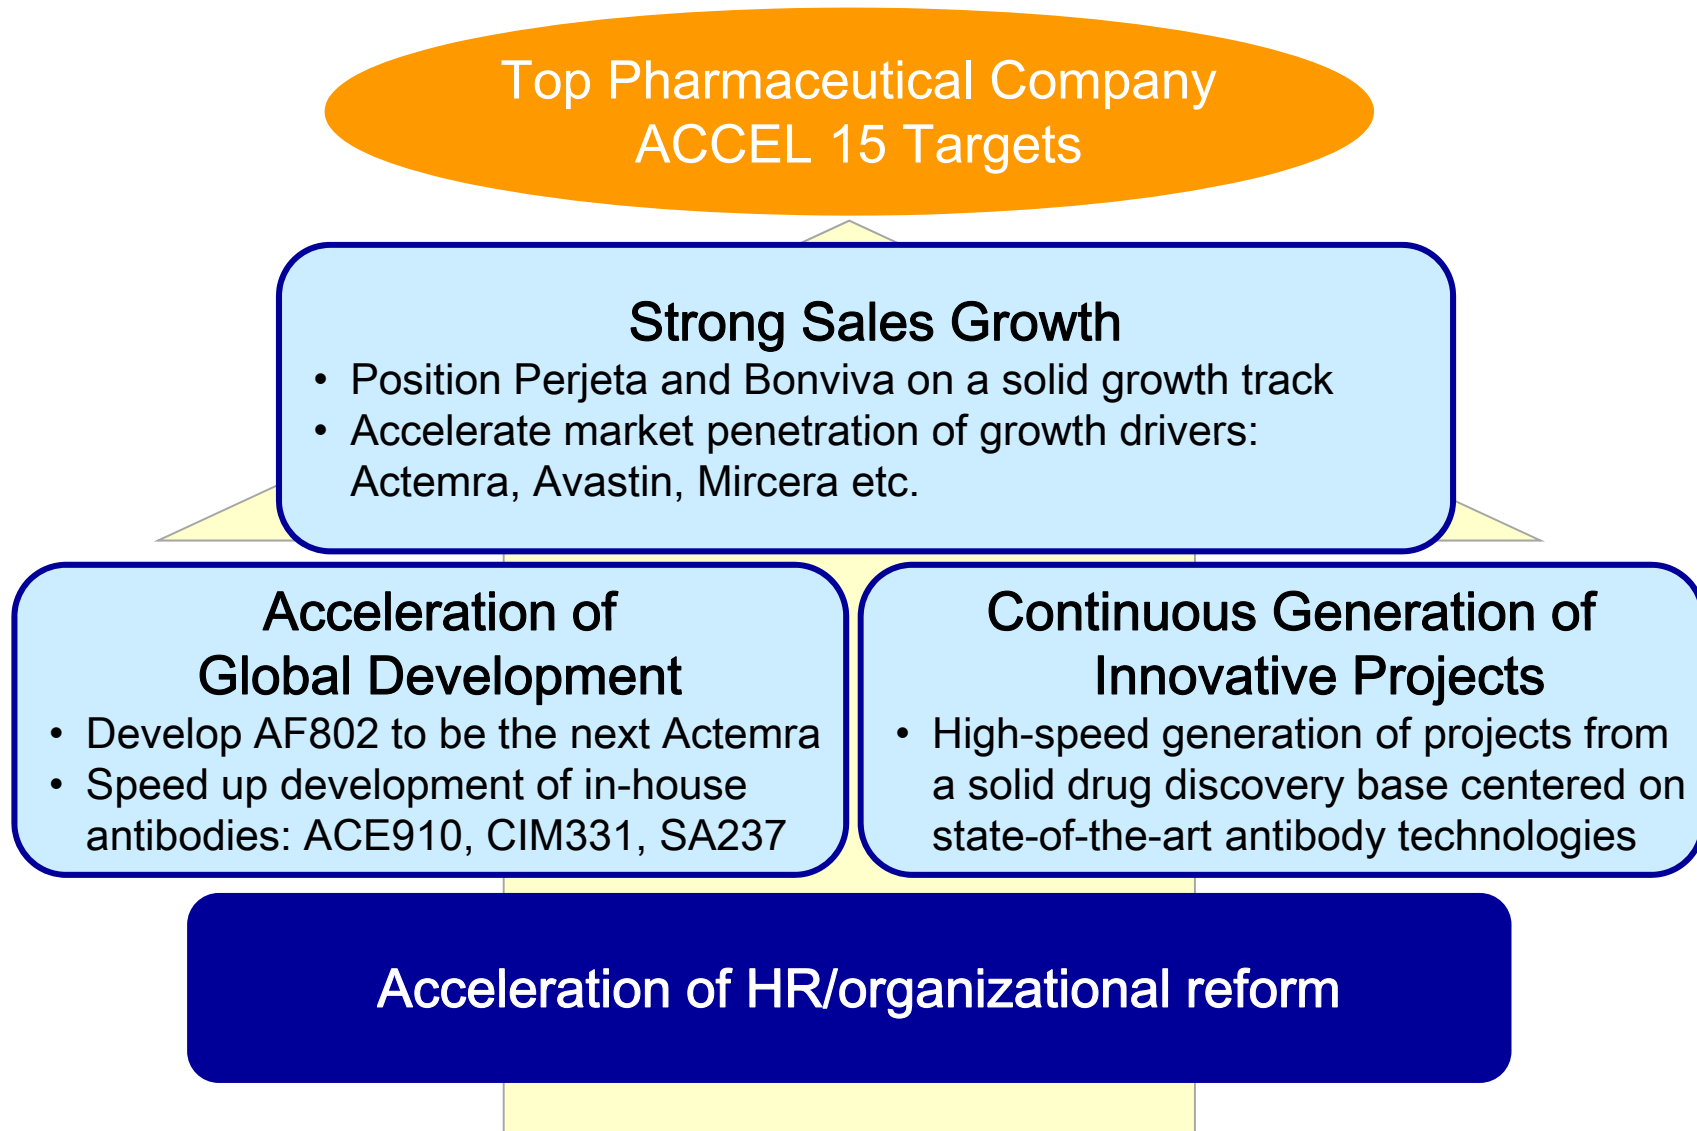 Top Pharmaceutical Company
ACCEL 15 Targets
Strong Sales Growth
• Position Perjeta and Bonviva on a solid growth track
• Accelerate market penetration of growth drivers:
Actemra, Avastin, Mircera etc.
Acceleration of
Global Development
• Develop AF802 to be the next Actemra
• Speed up development of in-house
antibodies: ACE910, CIM331, SA237
Continuous Generation of
Innovative Projects
• High-speed generation of projects from
a solid drug discovery base centered on
state-of-the-art antibody technologies
Acceleration of HR/organizational reform